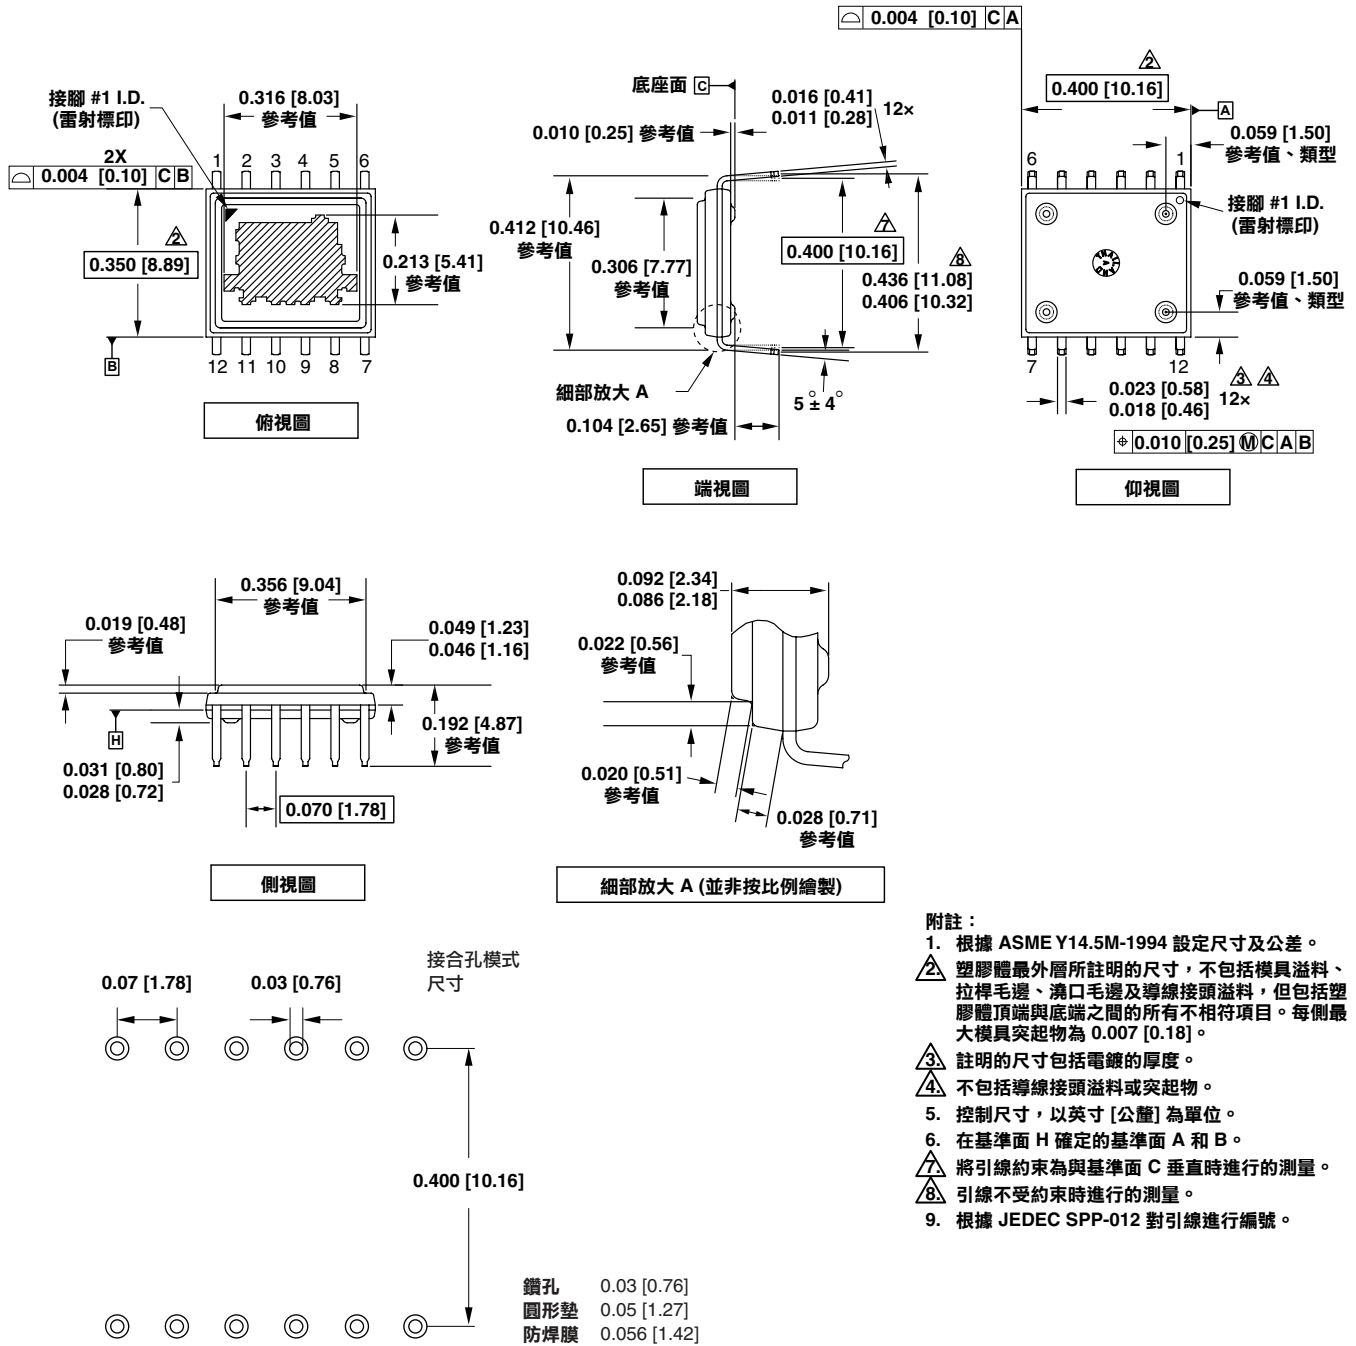 0.004 [0.10] C A
接腳 #1 I.D.
(雷射標印)
0.316 [8.03]
參考值
2X
0.004 [0.10] C B
1 2 3 4 5 6
2
0.350 [8.89]
0.213 [5.41]
參考值
B
12 11 10 9 8 7
俯視圖
底座面 C
0.016 [0.41]
0.011 [0.28]
12×
0.010 [0.25] 參考值
0.412 [10.46]
參考值
0.306 [7.77]
參考值
7
0.400 [10.16]
8
0.436 [11.08]
0.406 [10.32]
細部放大 A
0.104 [2.65] 參考值
5° ± 4°
端視圖
2
0.400 [10.16]
A
0.059 [1.50]
參考值、類型
6 1
接腳 #1 I.D.
(雷射標印)
0.059 [1.50]
參考值、類型
7 12
0.023 [0.58]
0.018 [0.46]
12×
3 4
⌖ 0.010 [0.25] Ⓜ C A B
仰視圖
0.356 [9.04]
參考值
0.019 [0.48]
參考值
0.049 [1.23]
0.046 [1.16]
0.192 [4.87]
參考值
H
0.031 [0.80]
0.028 [0.72]
0.070 [1.78]
側視圖
0.092 [2.34]
0.086 [2.18]
0.022 [0.56]
參考值
0.020 [0.51]
參考值
0.028 [0.71]
參考值
細部放大 A (並非按比例繪製)
接合孔模式
尺寸
0.07 [1.78]
0.03 [0.76]
0.400 [10.16]
鑽孔 0.03 [0.76]
圓形墊 0.05 [1.27]
防焊膜 0.056 [1.42]
附註：
1. 根據 ASME Y14.5M-1994 設定尺寸及公差。
2. 塑膠體最外層所註明的尺寸，不包括模具溢料、
拉桿毛邊、澆口毛邊及導線接頭溢料，但包括塑
膠體頂端與底端之間的所有不相符項目。每側最
大模具突起物為 0.007 [0.18]。
3. 註明的尺寸包括電鍍的厚度。
4. 不包括導線接頭溢料或突起物。
5. 控制尺寸，以英寸 [公釐] 為單位。
6. 在基準面 H 確定的基準面 A 和 B。
7. 將引線約束為與基準面 C 垂直時進行的測量。
8. 引線不受約束時進行的測量。
9. 根據 JEDEC SPP-012 對引線進行編號。